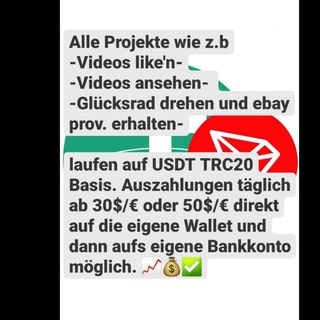 Alle Projekte wie z.b
-Videos like'n-
-Videos ansehen-
-Glücksrad drehen und ebay
prov. erhalten-
laufen auf USDT TRC20
Basis. Auszahlungen täglich
ab 30$/€ oder 50$/€ direkt
auf die eigene Wallet und
dann aufs eigene Bankkonto
möglich. 📈💰✅